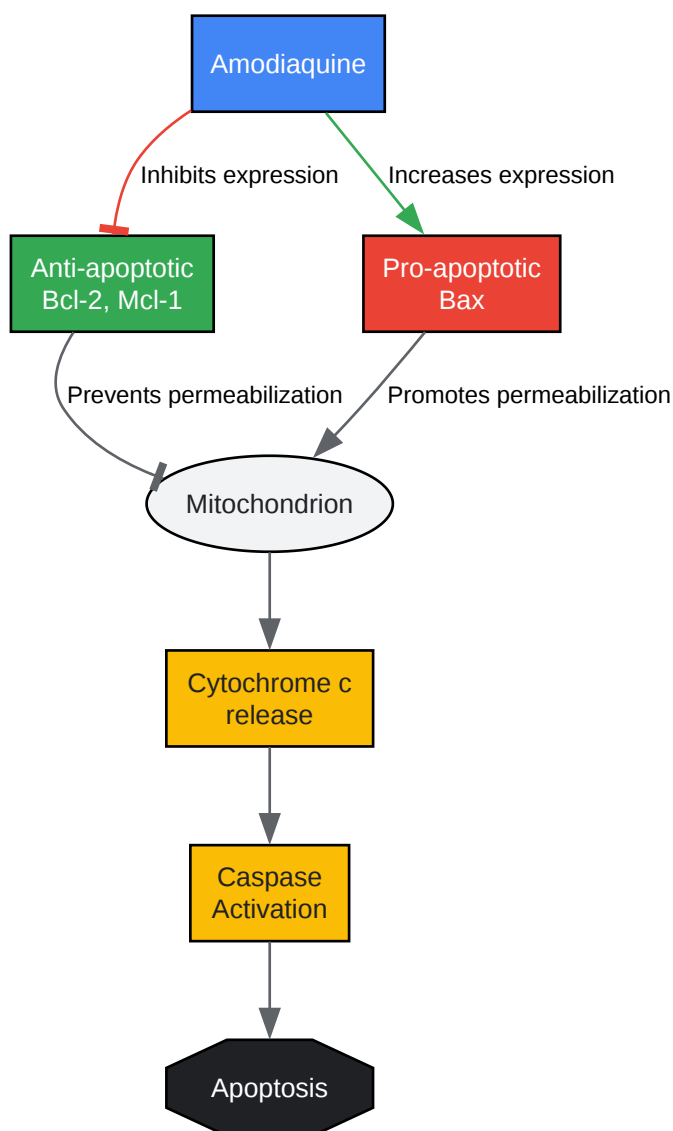 Amodiaquine
Inhibits expression
Increases expression
Anti-apoptotic
Bcl-2, Mcl-1
Pro-apoptotic
Bax
Prevents permeabilization
Promotes permeabilization
Mitochondrion
Cytochrome c
release
Caspase
Activation
Apoptosis